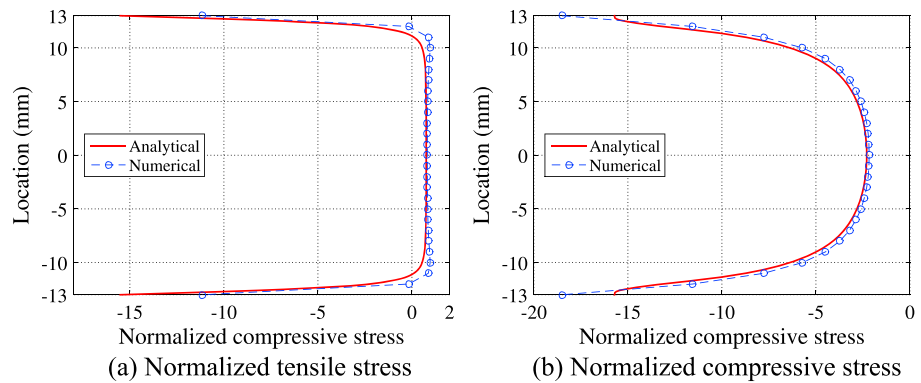 13
10
5
0
-5
-10
-13
Location (mm)
Analytical
Numerical
-15
-10
-5
0
2
Normalized compressive stress
(a) Normalized tensile stress
13
10
5
0
-5
-10
-13
Location (mm)
Analytical
Numerical
-20
-15
-10
-5
0
Normalized compressive stress
(b) Normalized compressive stress